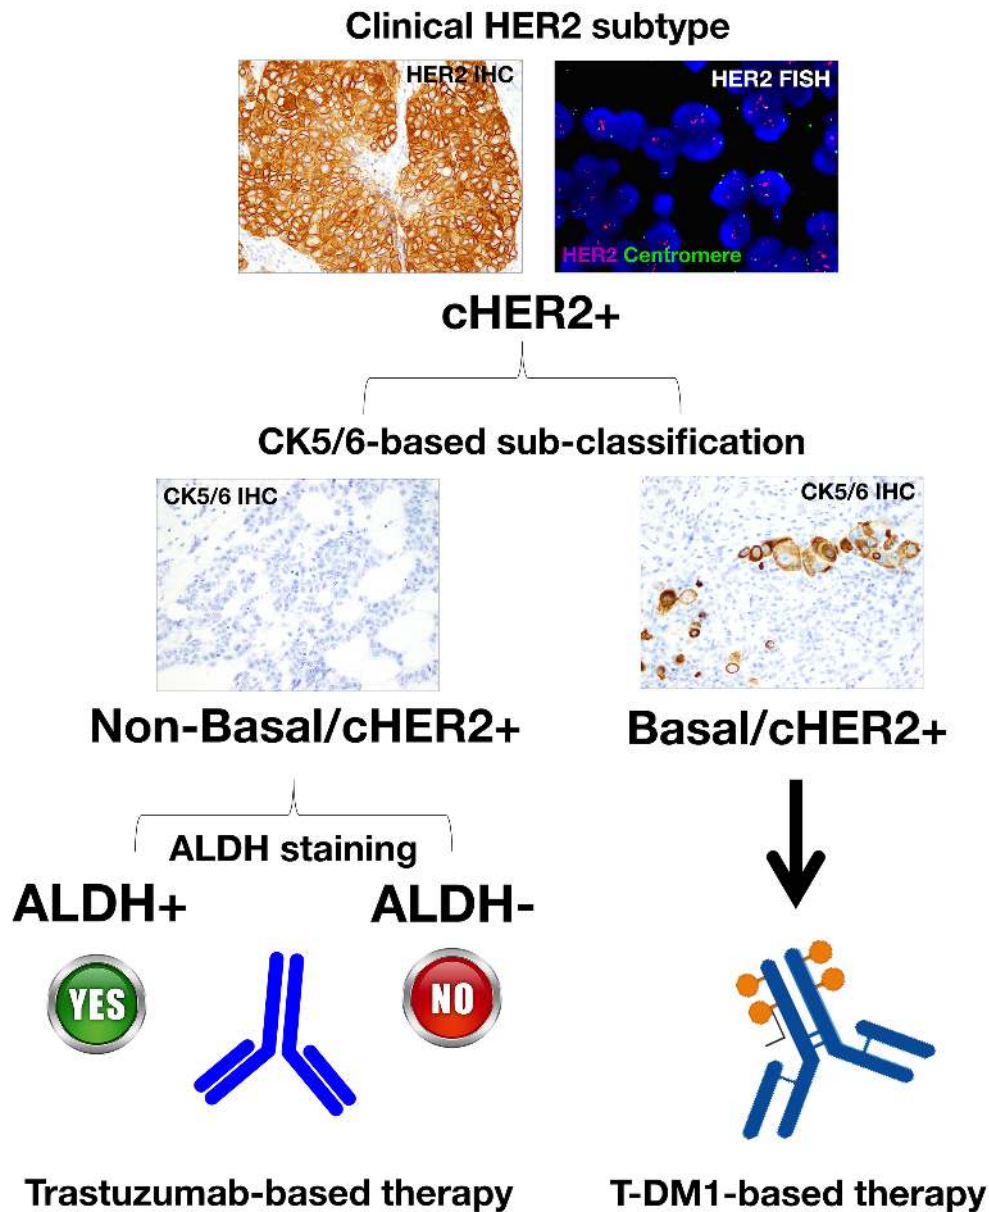 Clinical HER2 subtype
HER2 IHC
HER2 FISH
HER2 Centromere
cHER2+
CK5/6-based sub-classification
CK5/6 IHC
CK5/6 IHC
Non-Basal/cHER2+
Basal/cHER2+
ALDH staining
ALDH+
ALDH-
YES
NO
Trastuzumab-based therapy
T-DM1-based therapy